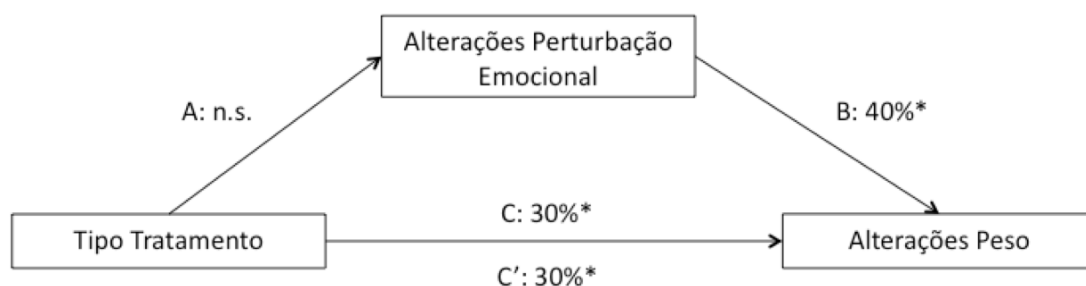 Alterações Perturbação
Emocional
A: n.s.
B: 40%*
Tipo Tratamento
C: 30%*
Alterações Peso
C′: 30%*